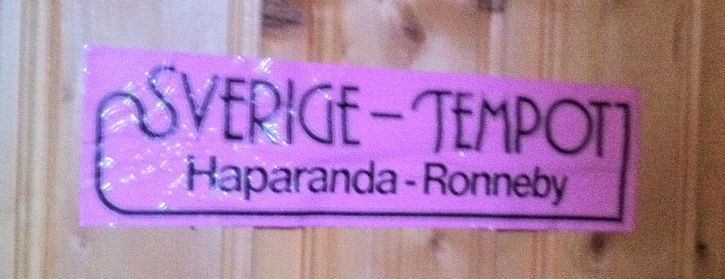 SVERIGE – TEMPOT
Haparanda - Ronneby